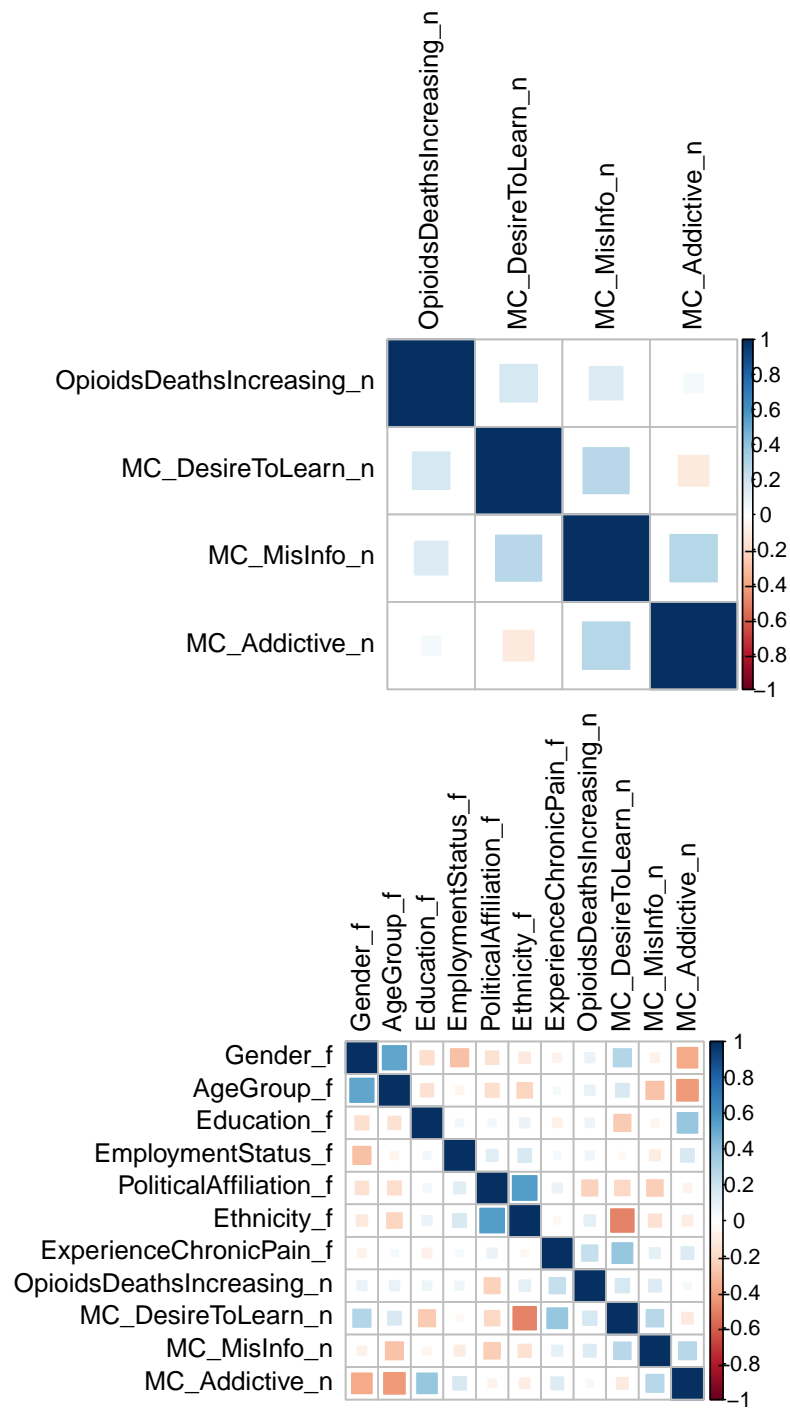 OpioidsDeathsIncreasing_n
MC_DesireToLearn_n
MC_MisInfo_n
MC_Addictive_n
OpioidsDeathsIncreasing_n
MC_DesireToLearn_n
MC_MisInfo_n
MC_Addictive_n
1
0.8
0.6
0.4
0.2
0
-0.2
-0.4
-0.6
-0.8
−1
Gender_f
AgeGroup_f
Education_f
EmploymentStatus_f
PoliticalAffiliation_f
Ethnicity_f
ExperienceChronicPain_f
OpioidsDeathsIncreasing_n
MC_DesireToLearn_n
MC_MisInfo_n
MC_Addictive_n
Gender_f
AgeGroup_f
Education_f
EmploymentStatus_f
PoliticalAffiliation_f
Ethnicity_f
ExperienceChronicPain_f
OpioidsDeathsIncreasing_n
MC_DesireToLearn_n
MC_MisInfo_n
MC_Addictive_n
1
0.8
0.6
0.4
0.2
0
-0.2
-0.4
-0.6
-0.8
−1